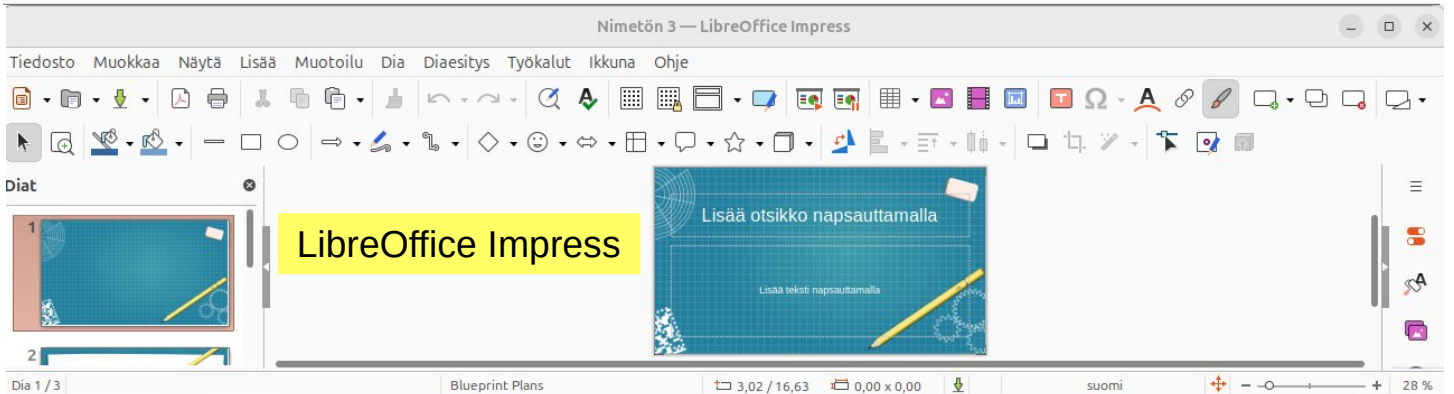 Nimetön 3 — LibreOffice Impress
Tiedosto Muokkaa Näytä Lisää Muotoilu Dia Diaesitys Työkalut Ikkuna Ohje
Diat
1
LibreOffice Impress
Lisää otsikko napsauttamalla
Lisää teksti napsauttamalla
2
Dia 1 / 3 Blueprint Plans 3,02 / 16,63 0,00 x 0,00 suomi 28 %